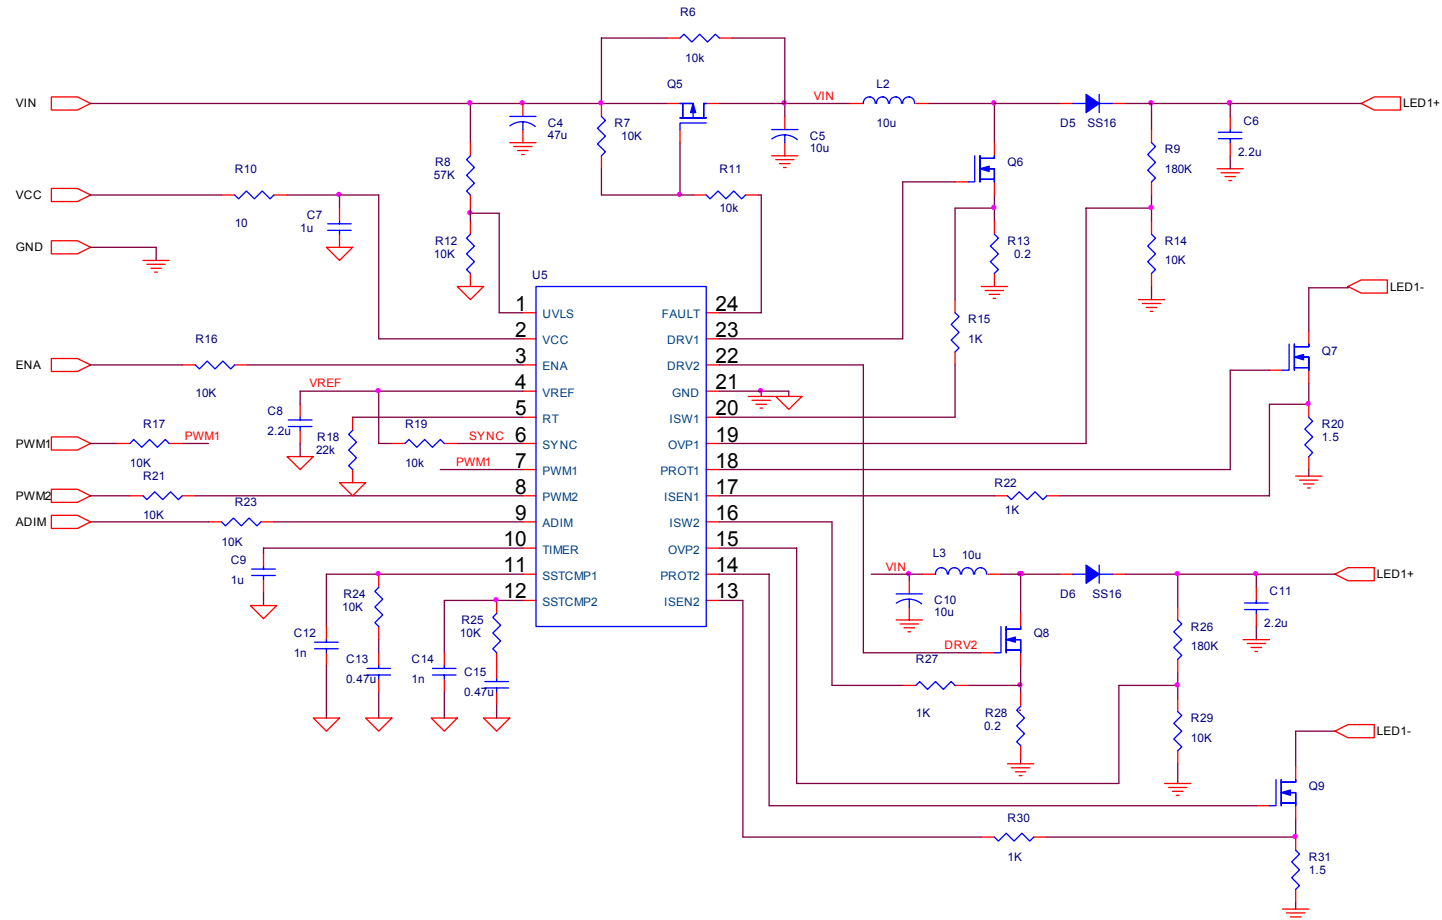 R6
10k
Q5
VIN
VIN
L2
10u
D5 SS16
LED1+
C4
47u
R7
10K
C5
10u
C6
2.2u
R8
57K
R9
180K
Q6
R10
10
R11
10k
VCC
C7
1u
GND
R12
10K
R13
0.2
R14
10K
U5
LED1-
1 UVLS
2 VCC
3 ENA
4 VREF
5 RT
6 SYNC
7 PWM1
8 PWM2
9 ADIM
10 TIMER
11 SSTCMP1
12 SSTCMP2
FAULT 24
DRV1 23
DRV2 22
GND 21
ISW1 20
OVP1 19
PROT1 18
ISEN1 17
ISW2 16
OVP2 15
PROT2 14
ISEN2 13
R15
1K
R16
10K
ENA
Q7
VREF
C8
2.2u
R17
10K
PWM1
PWM1
R18
22k
R19
10k
SYNC
PWM1
R20
1.5
R21
10K
PWM2
R22
1K
R23
10K
ADIM
C9
1u
VIN
L3 10u
D6 SS16
LED1+
C10
10u
C11
2.2u
R24
10K
R25
10K
C12
1n
C13
0.47u
C14
1n
C15
0.47u
DRV2
Q8
R26
180K
R27
1K
R28
0.2
R29
10K
LED1-
Q9
R30
1K
R31
1.5